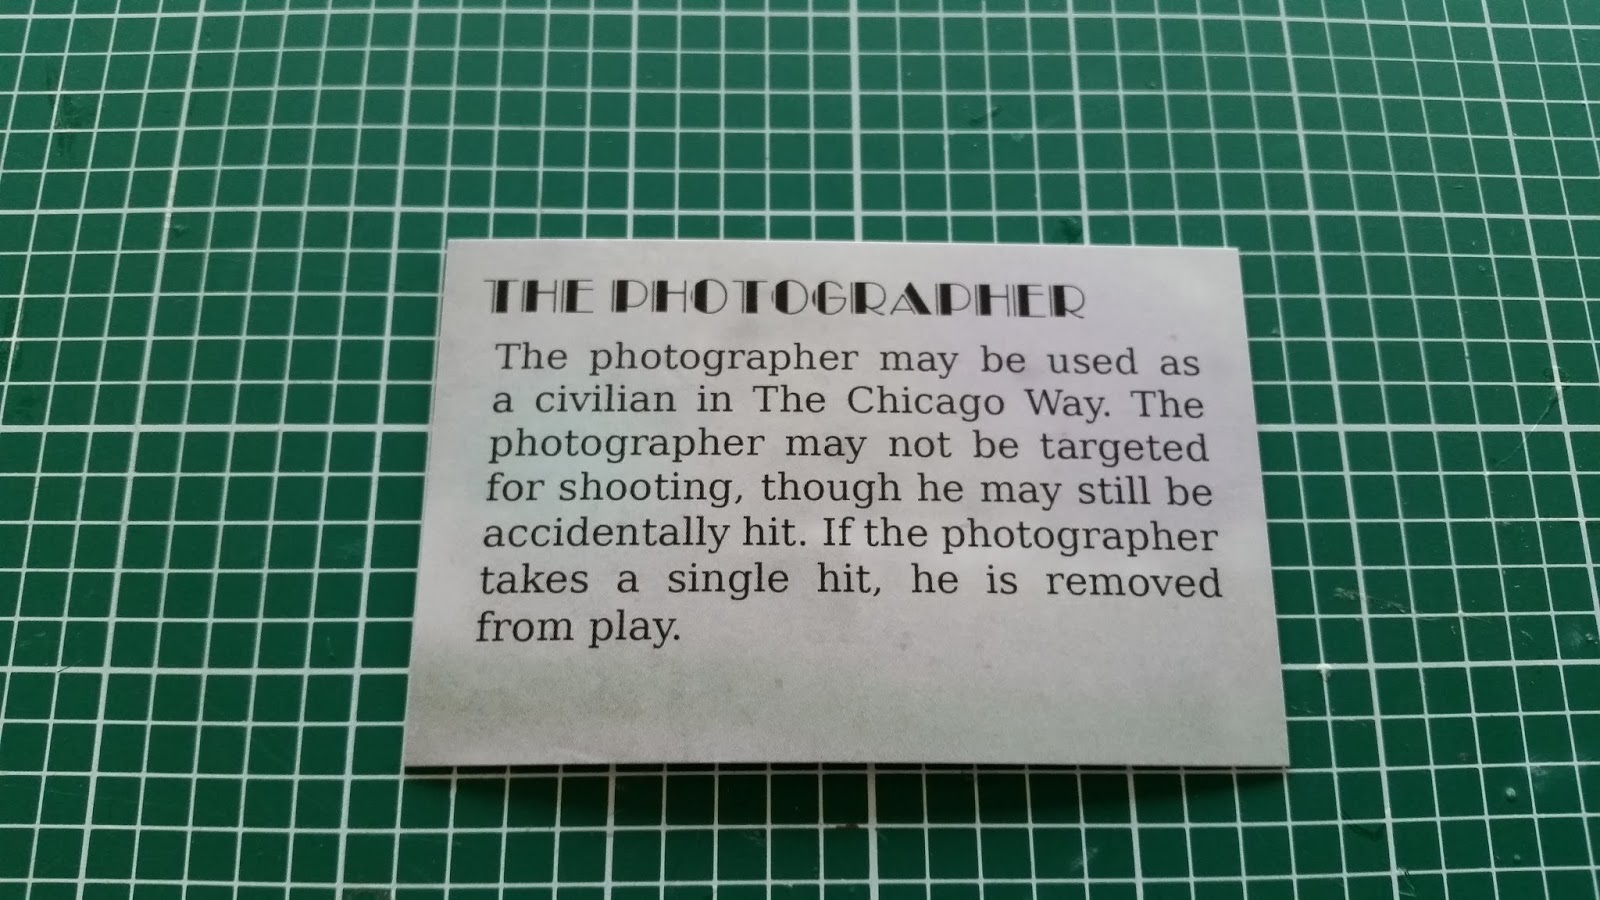 THE PHOTOGRAPHER
The photographer may be used as
a civilian in The Chicago Way. The
photographer may not be targeted
for shooting, though he may still be
accidentally hit. If the photographer
takes a single hit, he is removed
from play.